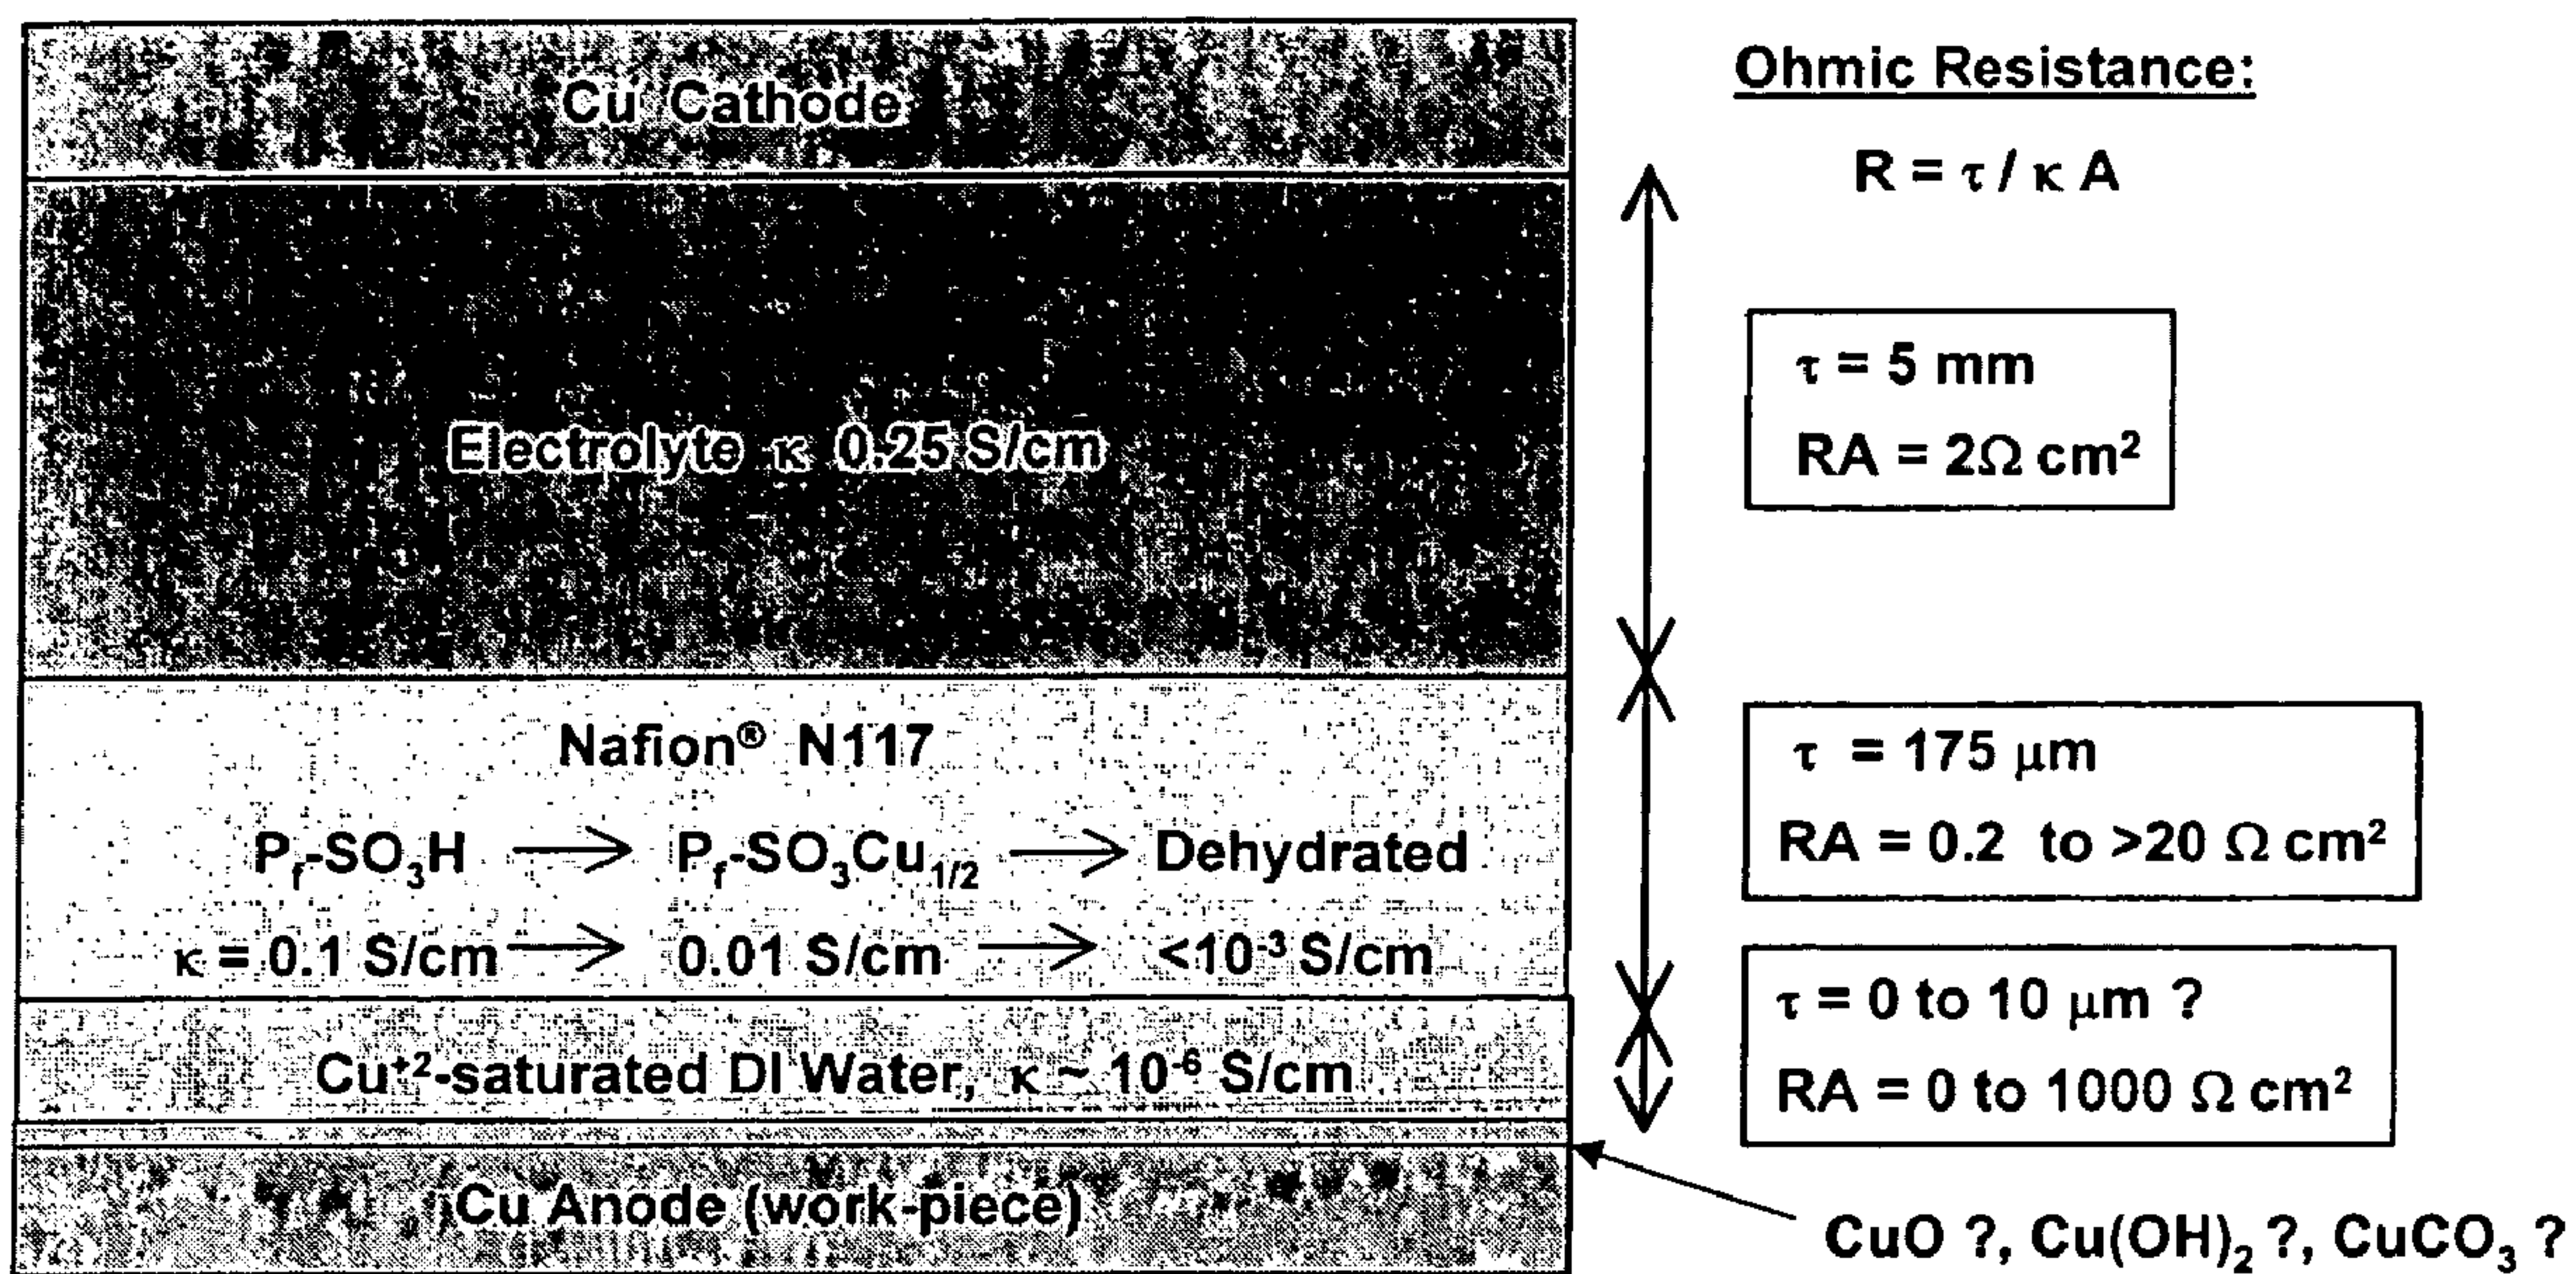 Cu Cathode
Electrolyte κ 0.25 S/cm
Nafion® N117
P_f-SO₃H → P_f-SO₃Cu₁/₂ → Dehydrated
κ = 0.1 S/cm → 0.01 S/cm → <10⁻³ S/cm
Cu⁺²-saturated DI Water, κ ~ 10⁻⁶ S/cm
Cu Anode (work-piece)
Ohmic Resistance:
R = τ / κ A
τ = 5 mm
RA = 2Ω cm²
τ = 175 μm
RA = 0.2 to >20 Ω cm²
τ = 0 to 10 μm ?
RA = 0 to 1000 Ω cm²
CuO ?, Cu(OH)₂ ?, CuCO₃ ?